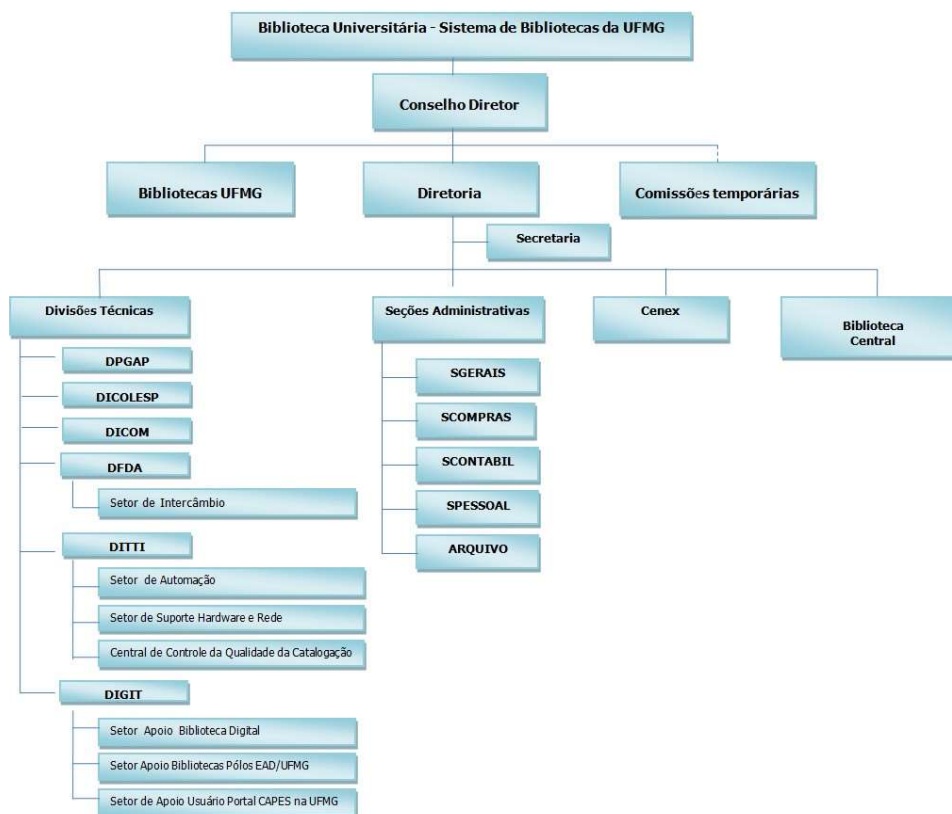 Biblioteca Universitária - Sistema de Bibliotecas da UFMG
Conselho Diretor
Bibliotecas UFMG
Diretoria
Comissões temporárias
Secretaria
Divisões Técnicas
Seções Administrativas
Cenex
Biblioteca
Central
DPGAP
DICOLESP
DICOM
DFDA
Setor de Intercâmbio
DITTI
Setor de Automação
Setor de Suporte Hardware e Rede
Central de Controle da Qualidade da Catalogação
DIGIT
Setor Apoio Biblioteca Digital
Setor Apoio Bibliotecas Pólos EAD/UFMG
Setor de Apoio Usuário Portal CAPES na UFMG
SGERAIS
SCOMPRAS
SCONTABIL
SPESSOAL
ARQUIVO